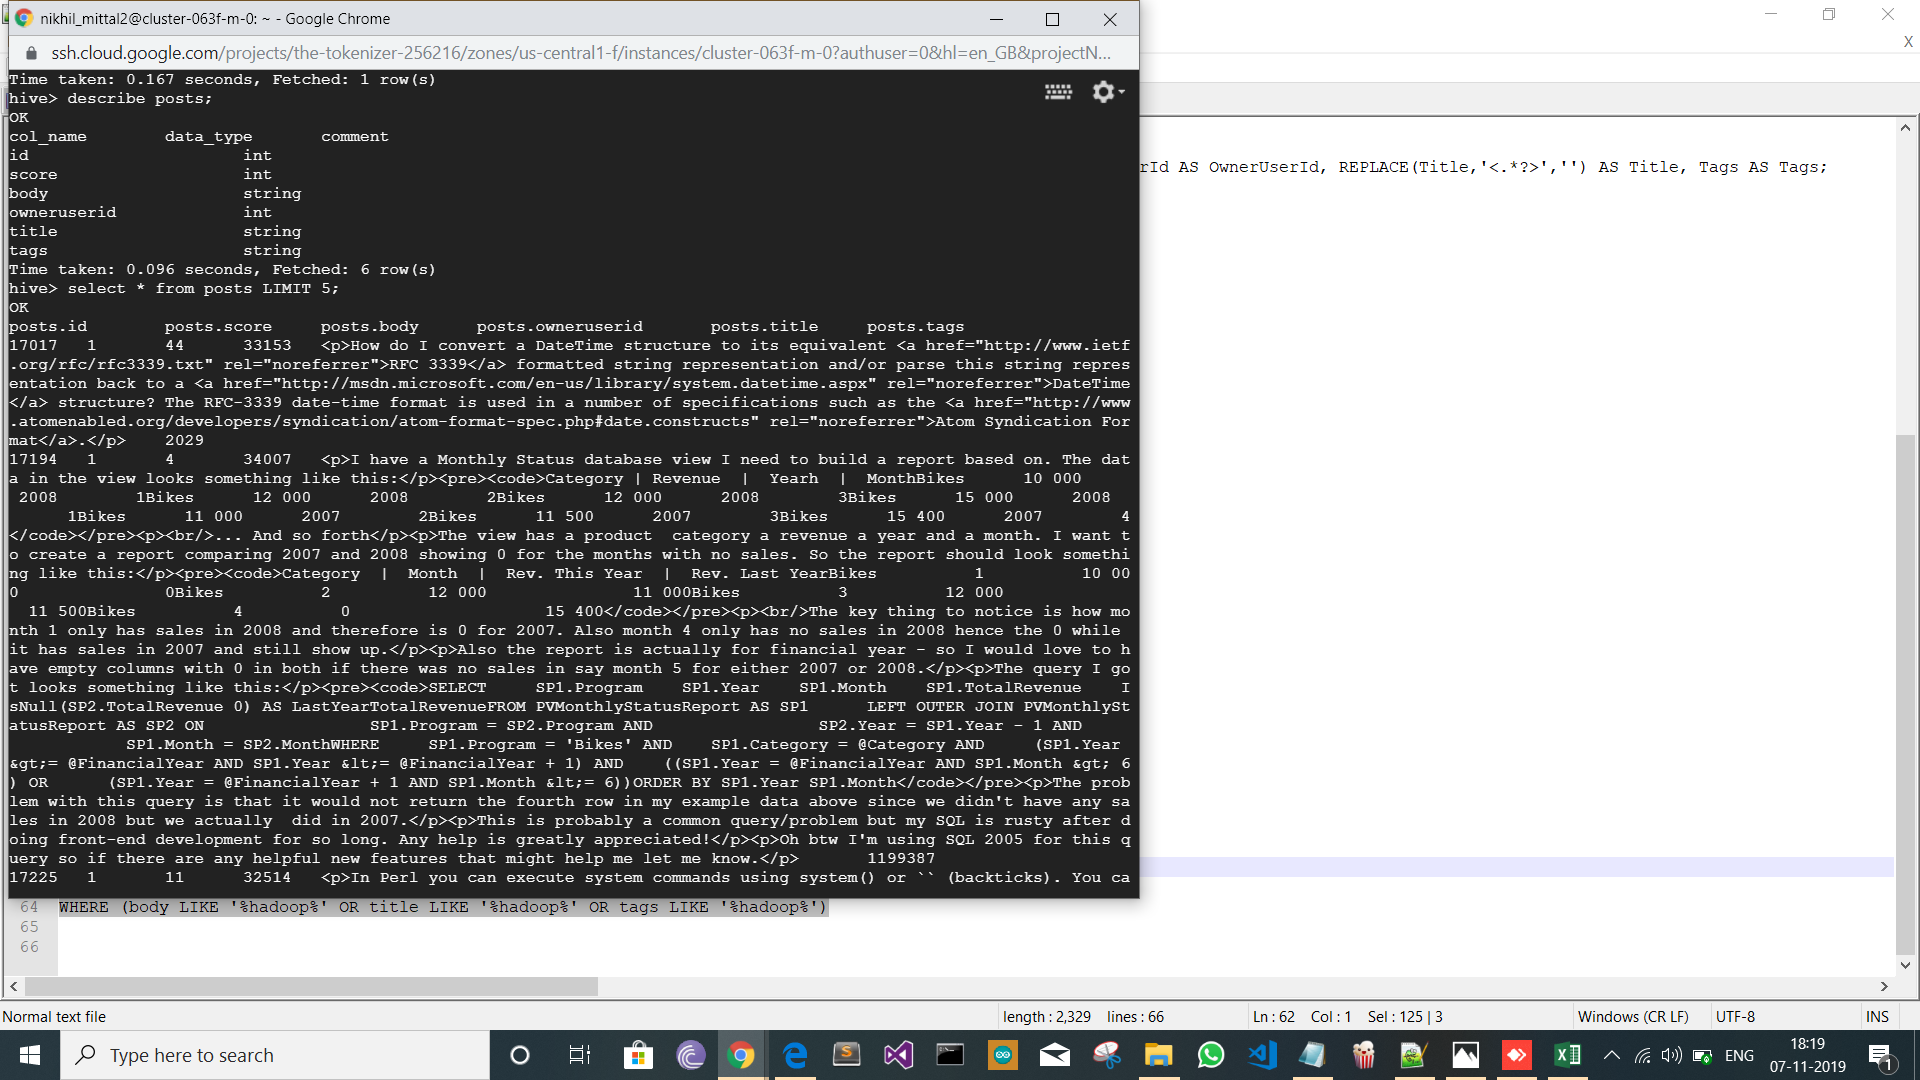 nikhil_mittal2@cluster-063f-m-0: ~ - Google Chrome
ssh.cloud.google.com/projects/the-tokenizer-256216/zones/us-central1-f/instances/cluster-063f-m-0?authuser=0&hl=en_GB&projectN...
X
Time taken: 0.167 seconds, Fetched: 1 row(s)
hive> describe posts;
OK
col_name        data_type       comment
id                      int
score                   int
body                    string
owneruserid             int
title                   string
tags                    string
Time taken: 0.096 seconds, Fetched: 6 row(s)
hive> select * from posts LIMIT 5;
OK
posts.id        posts.score     posts.body      posts.owneruserid       posts.title     posts.tags
17017   1       44      33153   <p>How do I convert a DateTime structure to its equivalent <a href="http://www.ietf
.org/rfc/rfc3339.txt" rel="noreferrer">RFC 3339</a> formatted string representation and/or parse this string repres
entation back to a <a href="http://msdn.microsoft.com/en-us/library/system.datetime.aspx" rel="noreferrer">DateTime
</a> structure? The RFC-3339 date-time format is used in a number of specifications such as the <a href="http://www
.atomenabled.org/developers/syndication/atom-format-spec.php#date.constructs" rel="noreferrer">Atom Syndication For
mat</a>.</p>    2029
17194   1       4       34007   <p>I have a Monthly Status database view I need to build a report based on. The dat
a in the view looks something like this:</p><pre><code>Category | Revenue  |  Yearh  |  MonthBikes      10 000
 2008        1Bikes      12 000      2008        2Bikes      12 000      2008        3Bikes      15 000      2008
      1Bikes      11 000      2007        2Bikes      11 500      2007        3Bikes      15 400      2007        4
</code></pre><p><br/>... And so forth</p><p>The view has a product  category a revenue a year and a month. I want t
o create a report comparing 2007 and 2008 showing 0 for the months with no sales. So the report should look somethi
ng like this:</p><pre><code>Category  |  Month  |  Rev. This Year  |  Rev. Last YearBikes          1          10 00
0               0Bikes          2          12 000              11 000Bikes          3          12 000
  11 500Bikes          4          0                    15 400</code></pre><p><br/>The key thing to notice is how mo
nth 1 only has sales in 2008 and therefore is 0 for 2007. Also month 4 only has no sales in 2008 hence the 0 while
it has sales in 2007 and still show up.</p><p>Also the report is actually for financial year - so I would love to h
ave empty columns with 0 in both if there was no sales in say month 5 for either 2007 or 2008.</p><p>The query I go
t looks something like this:</p><pre><code>SELECT     SP1.Program    SP1.Year    SP1.Month    SP1.TotalRevenue    I
sNull(SP2.TotalRevenue 0) AS LastYearTotalRevenueFROM PVMonthlyStatusReport AS SP1      LEFT OUTER JOIN PVMonthlySt
atusReport AS SP2 ON                 SP1.Program = SP2.Program AND                 SP2.Year = SP1.Year - 1 AND
            SP1.Month = SP2.MonthWHERE     SP1.Program = 'Bikes' AND    SP1.Category = @Category AND     (SP1.Year
&gt;= @FinancialYear AND SP1.Year &lt;= @FinancialYear + 1) AND    ((SP1.Year = @FinancialYear AND SP1.Month &gt; 6
) OR      (SP1.Year = @FinancialYear + 1 AND SP1.Month &lt;= 6))ORDER BY SP1.Year SP1.Month</code></pre><p>The prob
lem with this query is that it would not return the fourth row in my example data above since we didn't have any sa
les in 2008 but we actually  did in 2007.</p><p>This is probably a common query/problem but my SQL is rusty after d
oing front-end development for so long. Any help is greatly appreciated!</p><p>Oh btw I'm using SQL 2005 for this q
uery so if there are any helpful new features that might help me let me know.</p>       1199387
17225   1       11      32514   <p>In Perl you can execute system commands using system() or `` (backticks). You ca
rId AS OwnerUserId, REPLACE(Title,'<.*?>','') AS Title, Tags AS Tags;
64 WHERE (body LIKE '%hadoop%' OR title LIKE '%hadoop%' OR tags LIKE '%hadoop%')
65
66
Normal text file length : 2,329 lines : 66 Ln : 62 Col : 1 Sel : 125 | 3 Windows (CR LF) UTF-8 INS
Type here to search
ENG
18:19
07-11-2019
1